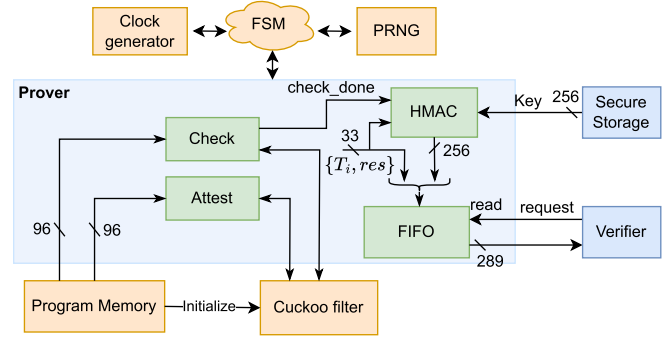 Clock
generator
FSM
PRNG
Prover
check_done
HMAC
Key
256
Secure
Storage
Check
33
256
{T_i, res}
Attest
96
96
read
request
FIFO
Verifier
289
Program Memory
Initialize
Cuckoo filter